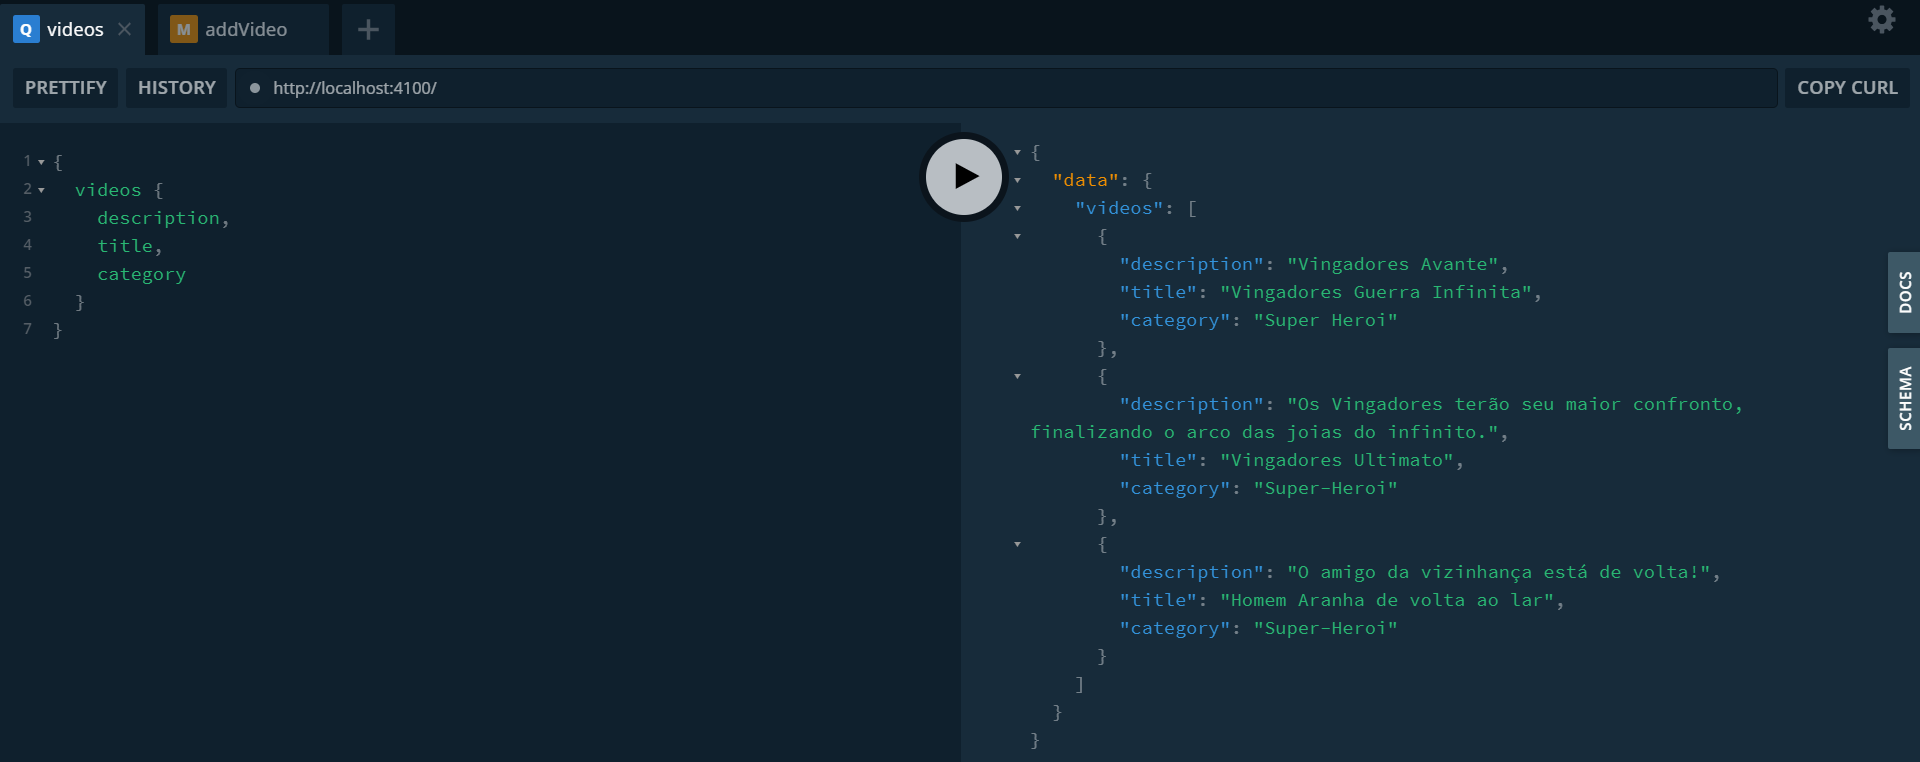 Q videos × M addVideo +
PRETTIFY HISTORY http://localhost:4100/ COPY CURL
1 {
2 videos {
3 description,
4 title,
5 category
6 }
7 }
{
"data": {
"videos": [
{
"description": "Vingadores Avante",
"title": "Vingadores Guerra Infinita",
"category": "Super Heroi"
},
{
"description": "Os Vingadores terão seu maior confronto,
finalizando o arco das joias do infinito.",
"title": "Vingadores Ultimato",
"category": "Super-Heroi"
},
{
"description": "O amigo da vizinhança está de volta!",
"title": "Homem Aranha de volta ao lar",
"category": "Super-Heroi"
}
]
}
}
DOCS
SCHEMA